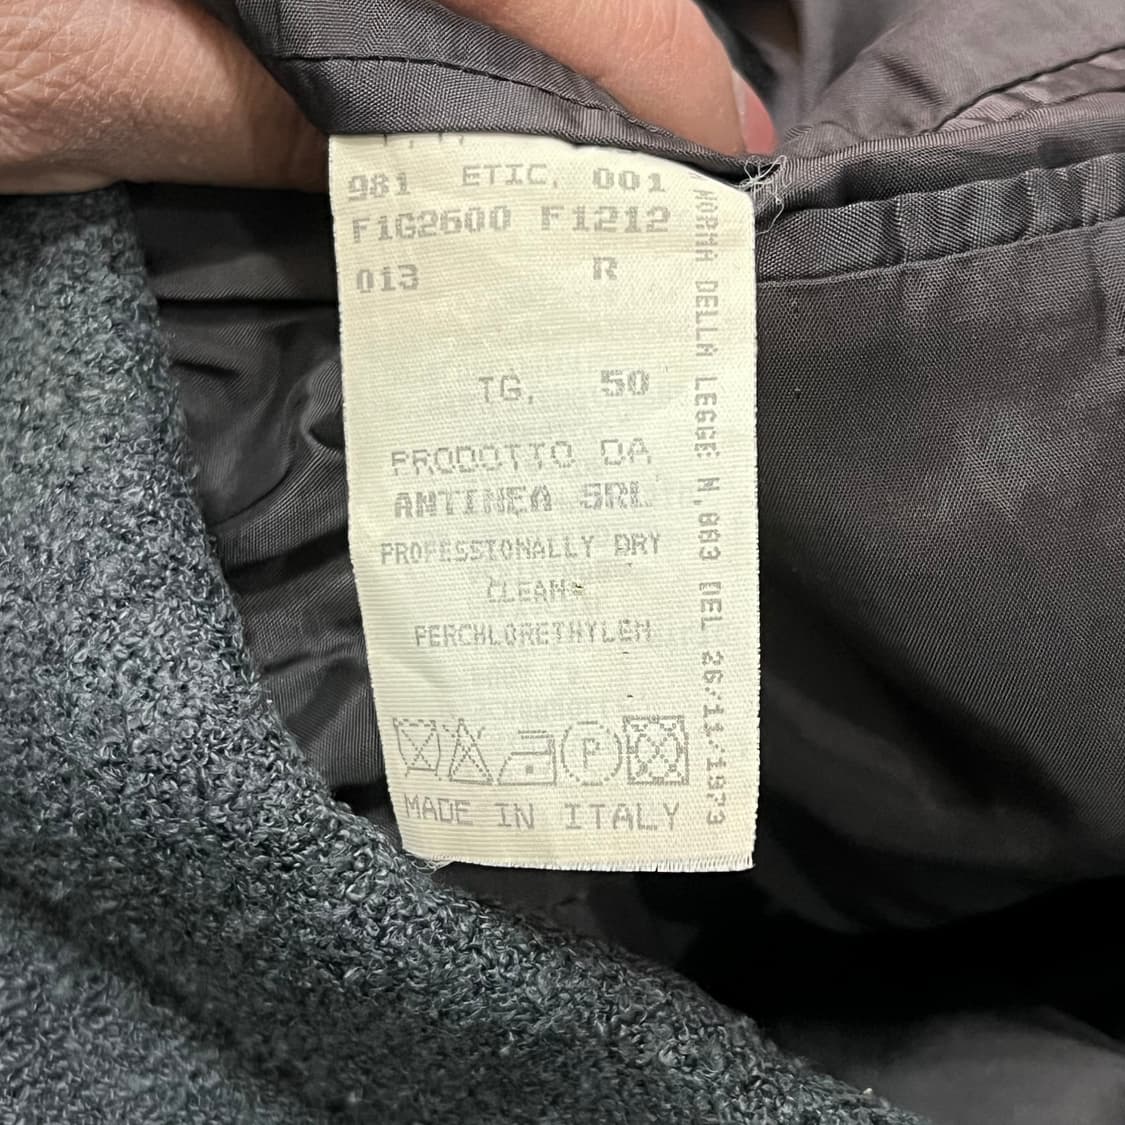 981 ETIC. 001
F1G2600 F1212
013 R
TG. 50
PRODOTTO DA
ANTINEA SRL
PROFESSIONALLY DRY
CLEAN
PERCHLORETHYLEN
P
MADE IN ITALY
NORMA DELLA LEGGE N.883 DEL 26/11/1973